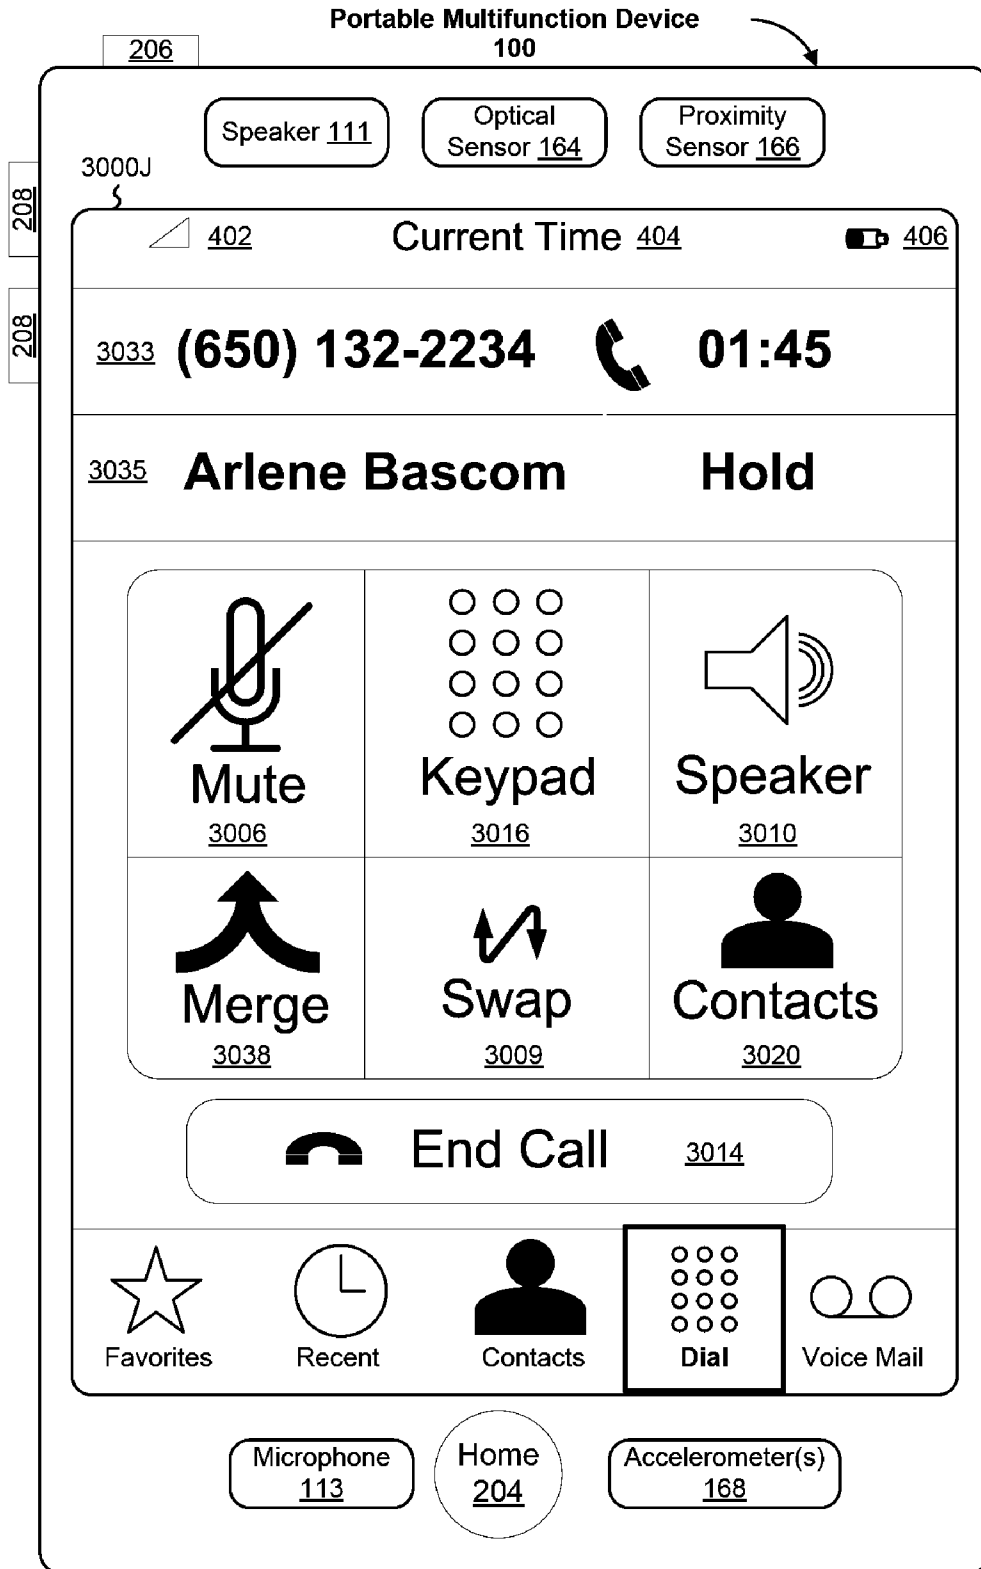 Portable Multifunction Device
100
206
Speaker 111
Optical
Sensor 164
Proximity
Sensor 166
3000J
208
208
402
Current Time 404
406
3033 (650) 132-2234 01:45
3035 Arlene Bascom Hold
Mute Keypad Speaker
3006 3016 3010
Merge Swap Contacts
3038 3009 3020
End Call 3014
Favorites Recent Contacts Dial Voice Mail
Microphone
113
Home
204
Accelerometer(s)
168